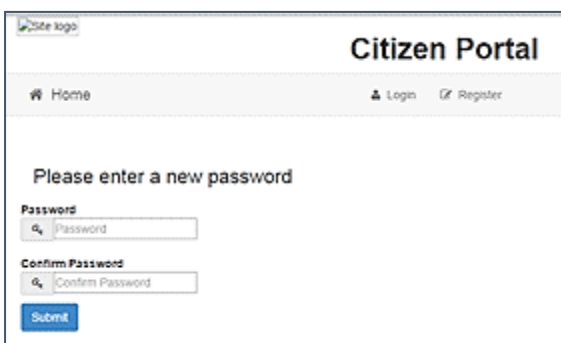 Site logo
Citizen Portal
Home Login Register
Please enter a new password
Password
Password
Confirm Password
Confirm Password
Submit